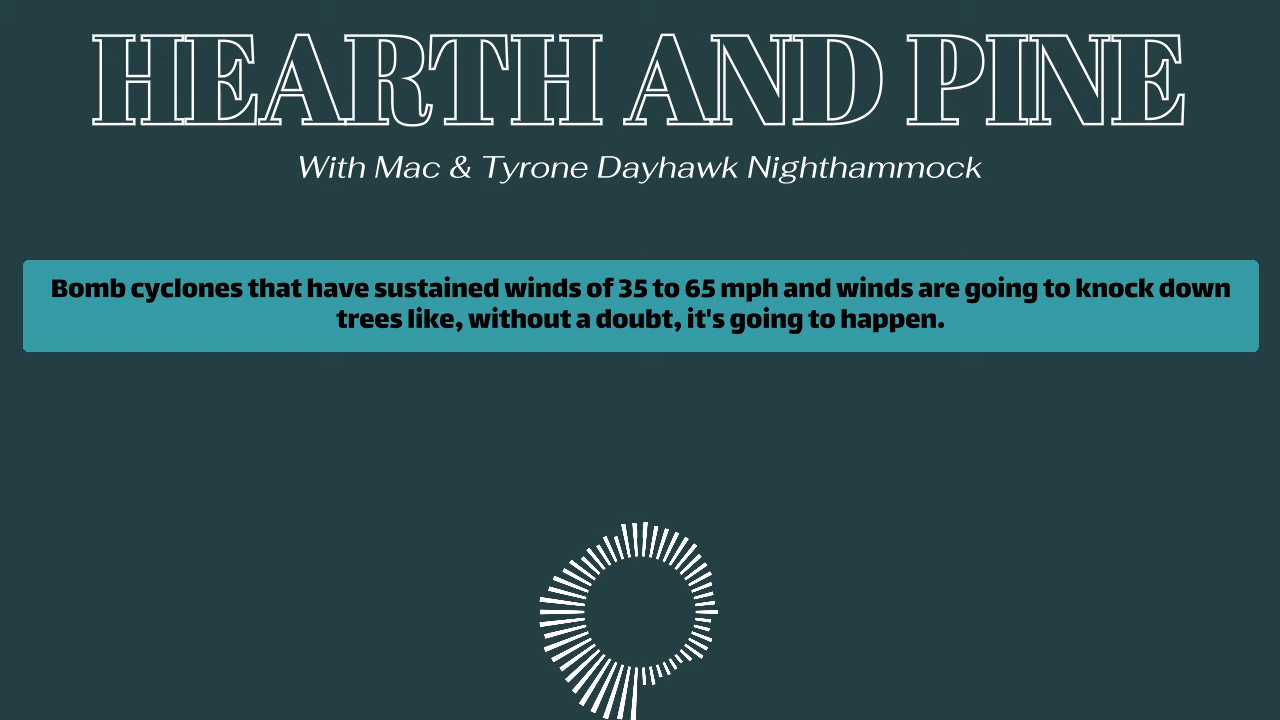 HEARTH AND PINE
With Mac & Tyrone Dayhawk Nighthammock
Bomb cyclones that have sustained winds of 35 to 65 mph and winds are going to knock down
trees like, without a doubt, it's going to happen.